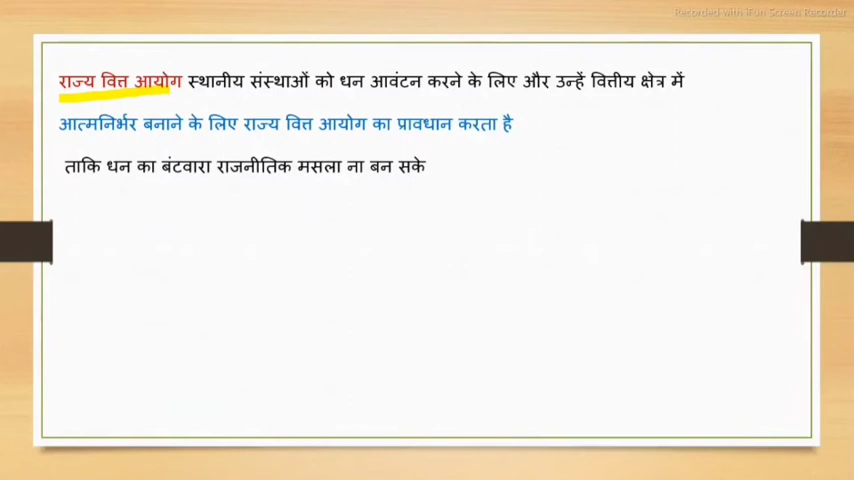 Recorded with iFun Screen Recorder
राज्य वित्त आयोग स्थानीय संस्थाओं को धन आवंटन करने के लिए और उन्हें वित्तीय क्षेत्र में
आत्मनिर्भर बनाने के लिए राज्य वित्त आयोग का प्रावधान करता है
ताकि धन का बंटवारा राजनीतिक मसला ना बन सके